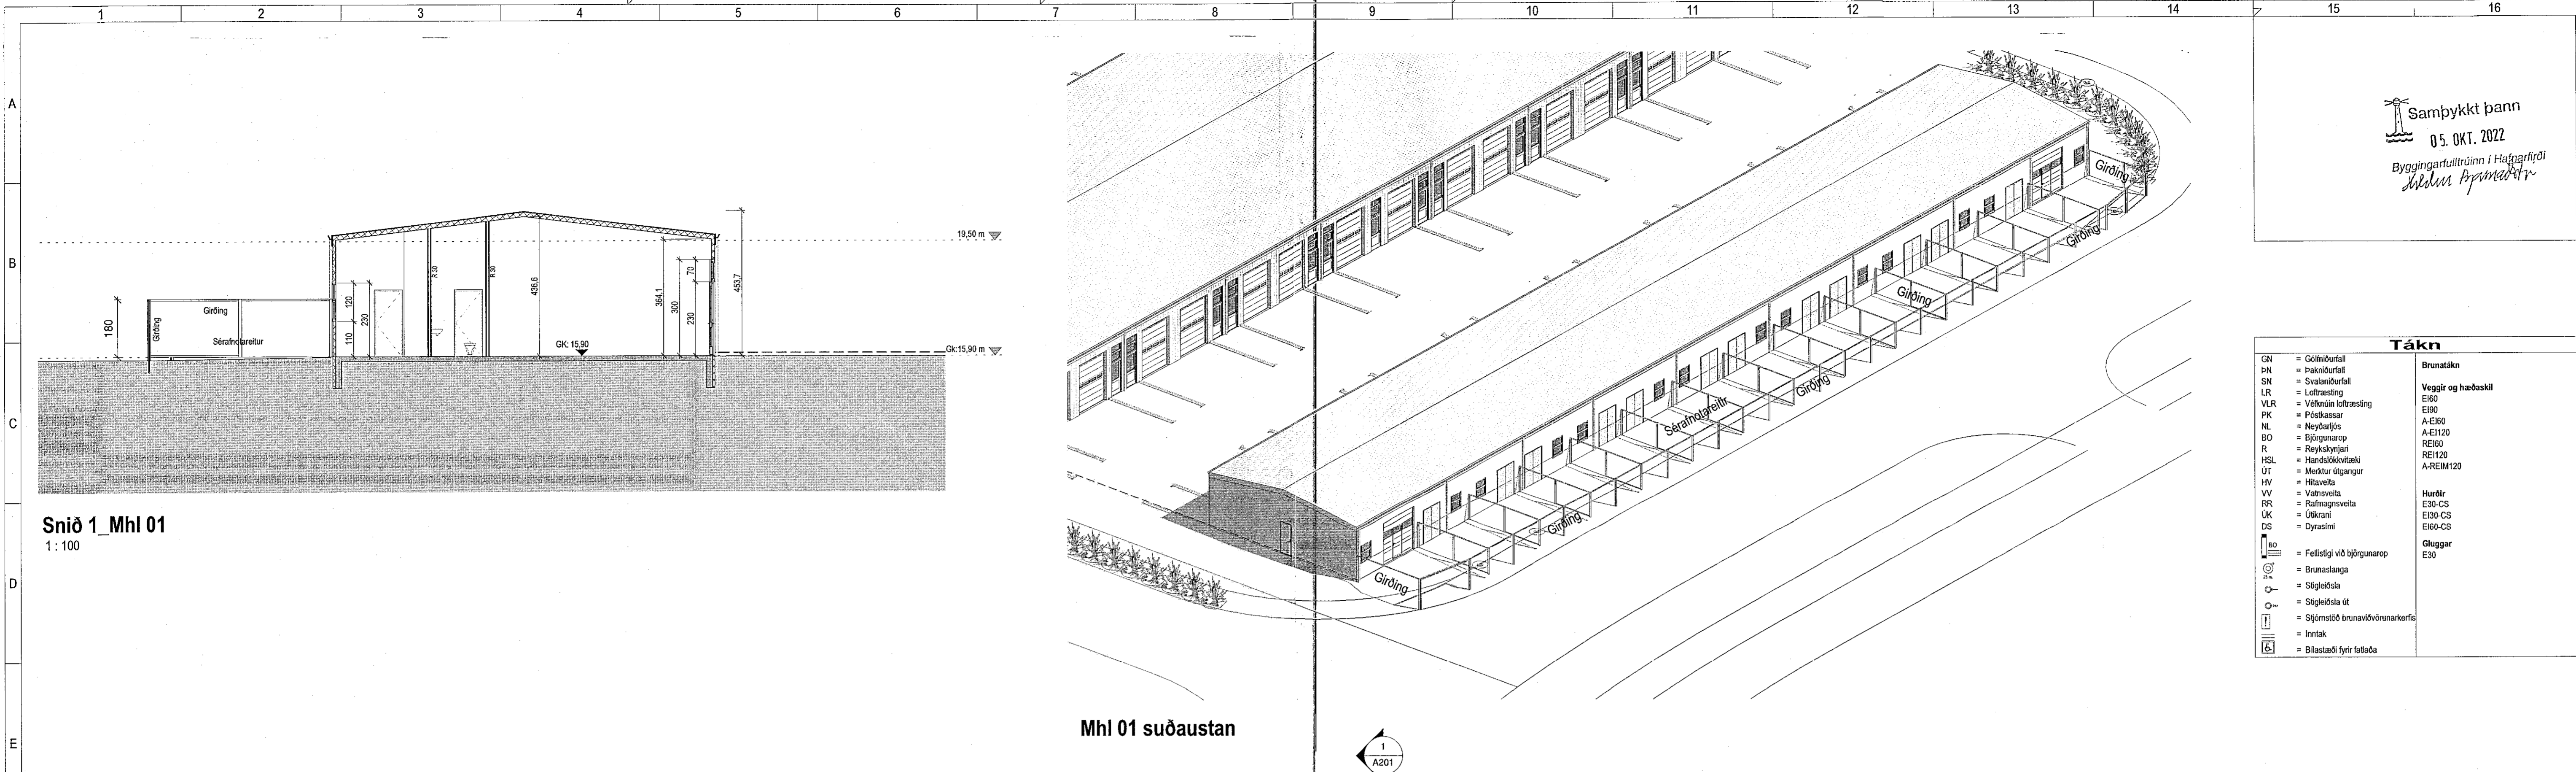 1 2 3 4 5 6 7 8 9 10 11 12 13 14 15 16
A
B
C
D
E
19,50 m
Gk:15,90 m
GK: 15,90
180
Girðing
Girðing
Sérafnotareitur
120
110
230
R 30
R 30
436,6
364,1
300
70
230
453,7
Snið 1_Mhl 01
1 : 100
Girðing
Girðing
Girðing
Girðing
Sérafnotareitir
Girðing
Girðing
Mhl 01 suðaustan
1
A201
Samþykkt þann
05. OKT. 2022
Byggingarfulltrúinn í Hafnarfirði
Tákn
GN = Gólfniðurfall
ÞN = Þakniðurfall
SN = Svalaniðurfall
LR = Loftræsting
VLR = Vélknúin loftræsting
PK = Póstkassar
NL = Neyðarljós
BO = Björgunarop
R = Reykskynjari
HSL = Handslökkvitæki
ÚT = Merktur útgangur
HV = Hitaveita
VV = Vatnsveita
RR = Rafmagnsveita
ÚK = Útikrani
DS = Dyrasími
BO = Fellistigi við björgunarop
= Brunaslanga
= Stigleiðsla
= Stigleiðsla út
! = Stjórnstöð brunaviðvörunarkerfis
= Inntak
= Bílastæði fyrir fatlaða
Brunatákn
Veggir og hæðaskil
EI60
EI90
A-EI60
A-EI120
REI60
REI120
A-REIM120
Hurðir
E30-CS
EI30-CS
EI60-CS
Gluggar
E30